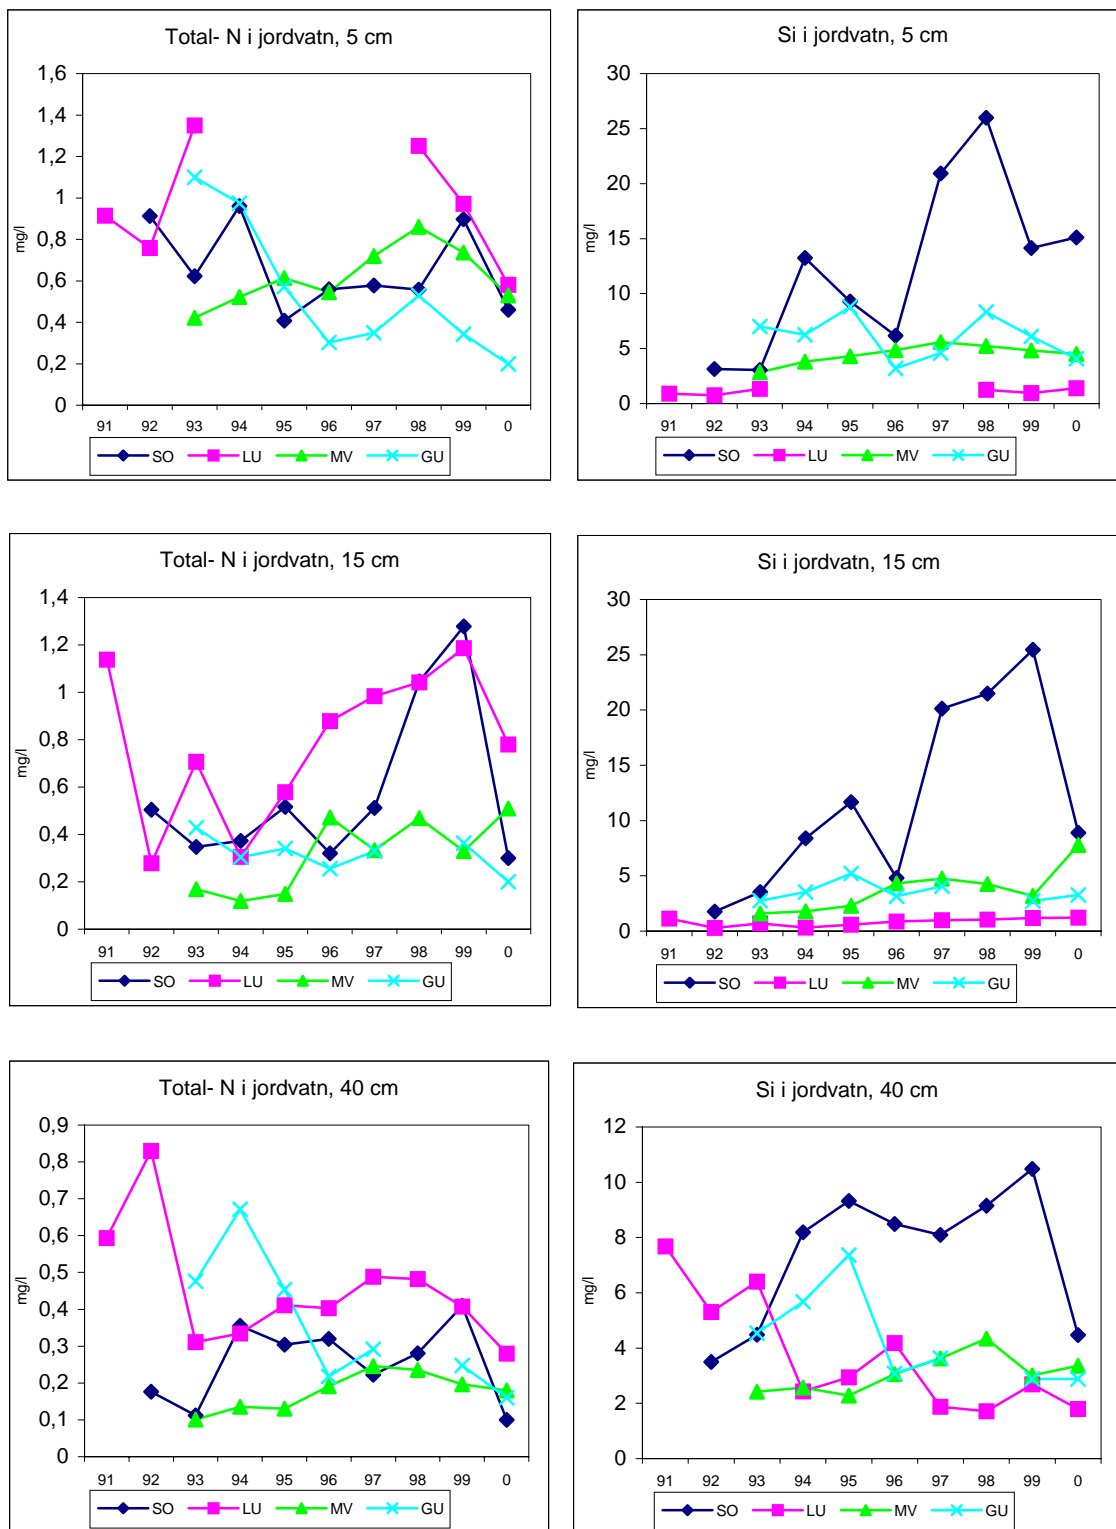 Total- N i jordvatn, 5 cm
1,6
1,4
1,2
1
0,8
0,6
0,4
0,2
0
mg/l
91 92 93 94 95 96 97 98 99 0
SO LU MV GU
Si i jordvatn, 5 cm
30
25
20
15
10
5
0
mg/l
91 92 93 94 95 96 97 98 99 0
SO LU MV GU
Total- N i jordvatn, 15 cm
1,4
1,2
1
0,8
0,6
0,4
0,2
0
mg/l
91 92 93 94 95 96 97 98 99 0
SO LU MV GU
Si i jordvatn, 15 cm
30
25
20
15
10
5
0
mg/l
91 92 93 94 95 96 97 98 99 0
SO LU MV GU
Total- N i jordvatn, 40 cm
0,9
0,8
0,7
0,6
0,5
0,4
0,3
0,2
0,1
0
mg/l
91 92 93 94 95 96 97 98 99 0
SO LU MV GU
Si i jordvatn, 40 cm
12
10
8
6
4
2
0
mg/l
91 92 93 94 95 96 97 98 99 0
SO LU MV GU